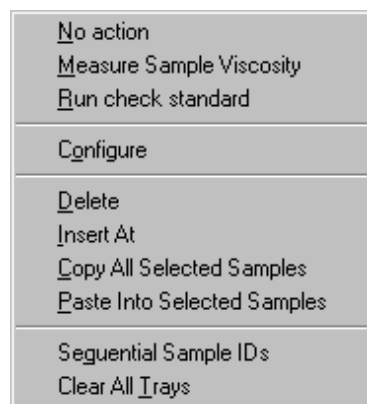 No action
Measure Sample Viscosity
Run check standard
Configure
Delete
Insert At
Copy All Selected Samples
Paste Into Selected Samples
Sequential Sample IDs
Clear All Trays